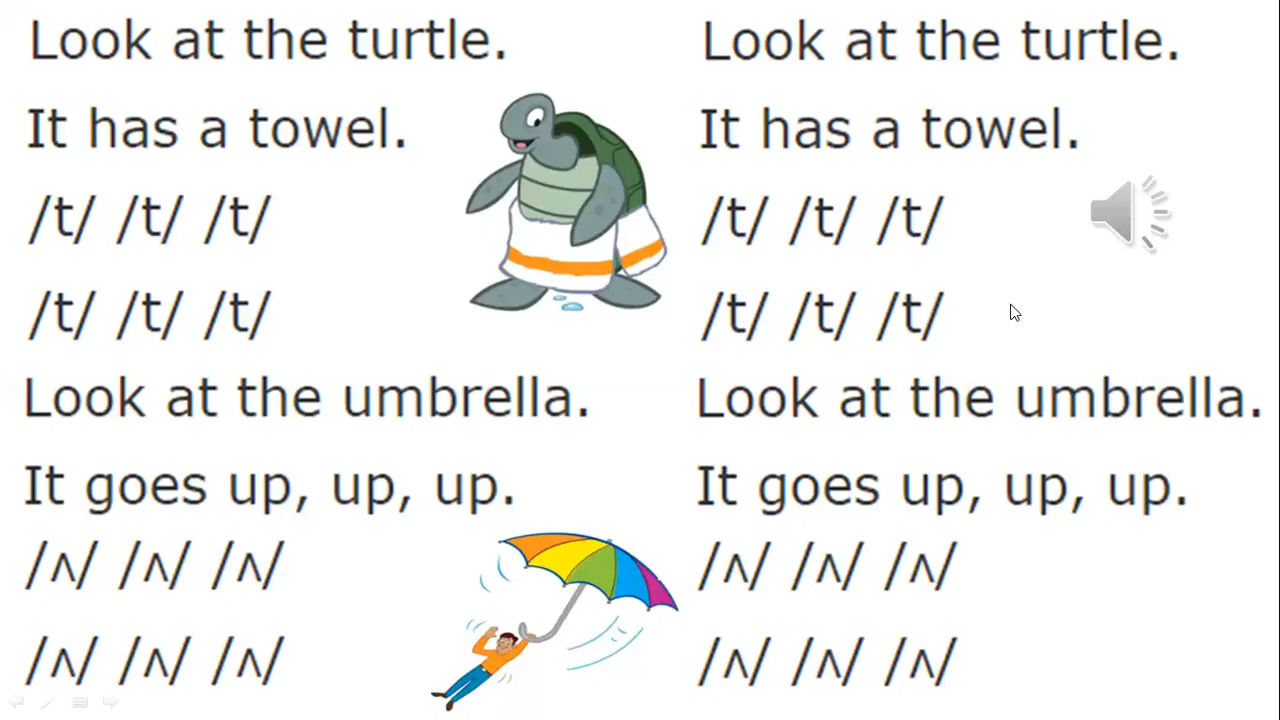 Look at the turtle.
It has a towel.
/t/ /t/ /t/
/t/ /t/ /t/
Look at the umbrella.
It goes up, up, up.
/ʌ/ /ʌ/ /ʌ/
/ʌ/ /ʌ/ /ʌ/
Look at the turtle.
It has a towel.
/t/ /t/ /t/
/t/ /t/ /t/
Look at the umbrella.
It goes up, up, up.
/ʌ/ /ʌ/ /ʌ/
/ʌ/ /ʌ/ /ʌ/